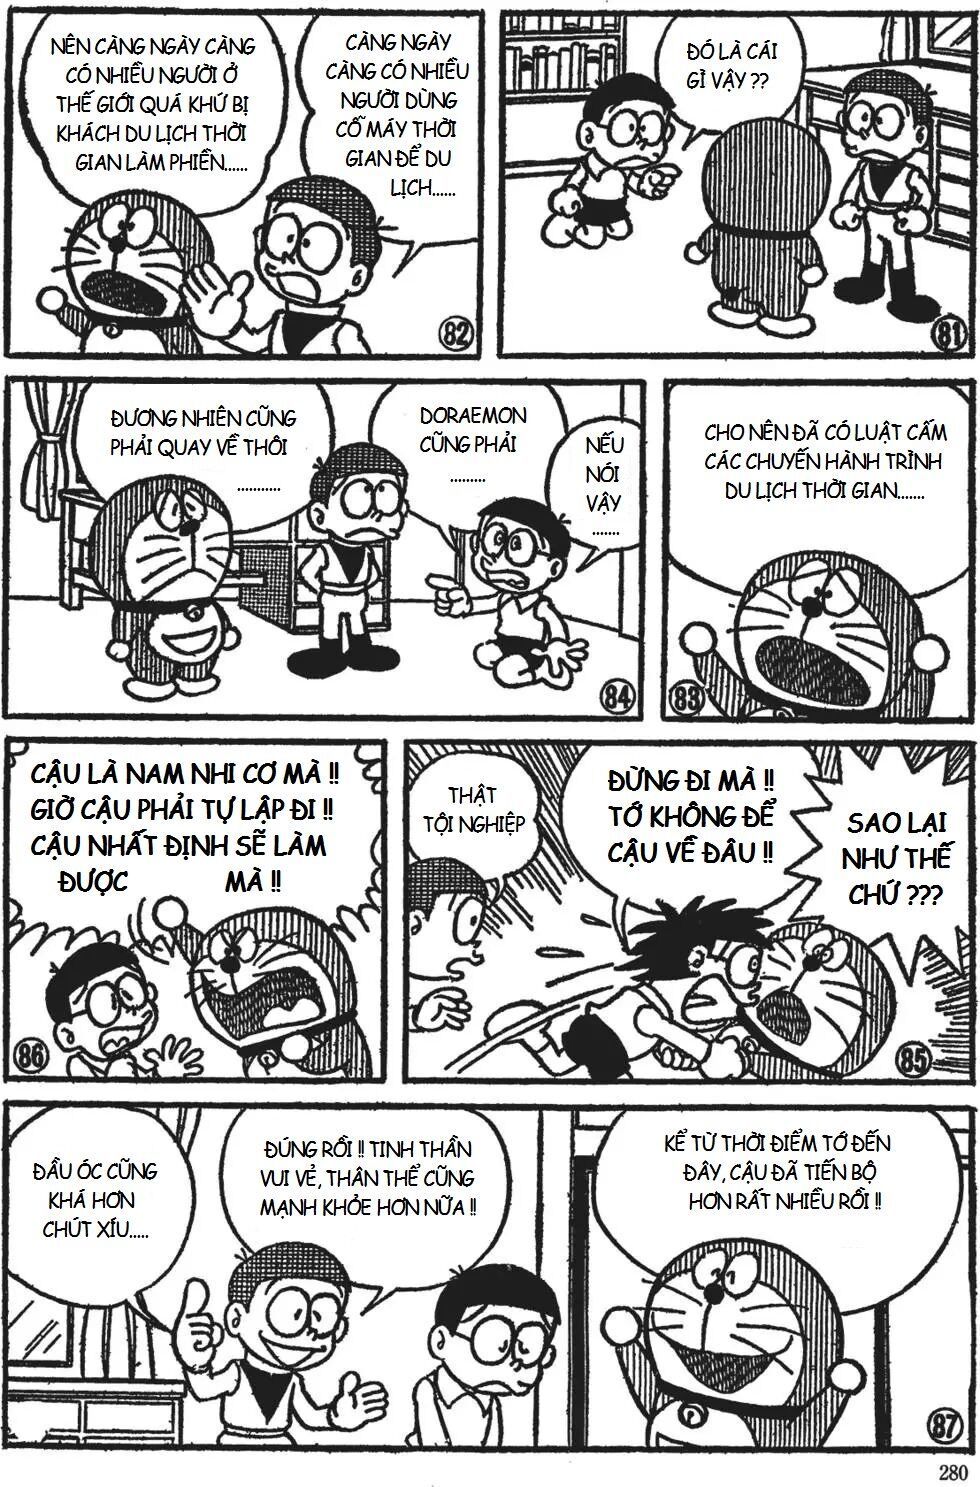 ĐÓ LÀ CÁI
GÌ VẬY ??
81
CÀNG NGÀY
CÀNG CÓ NHIỀU
NGƯỜI DÙNG
CỖ MÁY THỜI
GIAN ĐỂ DU
LỊCH......
NÊN CÀNG NGÀY CÀNG
CÓ NHIỀU NGƯỜI Ở
THẾ GIỚI QUÁ KHỨ BỊ
KHÁCH DU LỊCH THỜI
GIAN LÀM PHIỀN......
82
CHO NÊN ĐÃ CÓ LUẬT CẤM
CÁC CHUYẾN HÀNH TRÌNH
DU LỊCH THỜI GIAN.......
83
NẾU
NÓI
VẬY
........
DORAEMON
CŨNG PHẢI
.........
ĐƯƠNG NHIÊN CŨNG
PHẢI QUAY VỀ THÔI
...........
84
SAO LẠI
NHƯ THẾ
CHỨ ???
ĐỪNG ĐI MÀ !!
TỚ KHÔNG ĐỂ
CẬU VỀ ĐÂU !!
THẬT
TỘI NGHIỆP
85
CẬU LÀ NAM NHI CƠ MÀ !!
GIỜ CẬU PHẢI TỰ LẬP ĐI !!
CẬU NHẤT ĐỊNH SẼ LÀM
ĐƯỢC MÀ !!
86
KỂ TỪ THỜI ĐIỂM TỚ ĐẾN
ĐÂY, CẬU ĐÃ TIẾN BỘ
HƠN RẤT NHIỀU RỒI !!
87
ĐÚNG RỒI !! TINH THẦN
VUI VẺ, THÂN THỂ CŨNG
MẠNH KHỎE HƠN NỮA !!
ĐẦU ÓC CŨNG
KHÁ HƠN
CHÚT XÍU.....
280